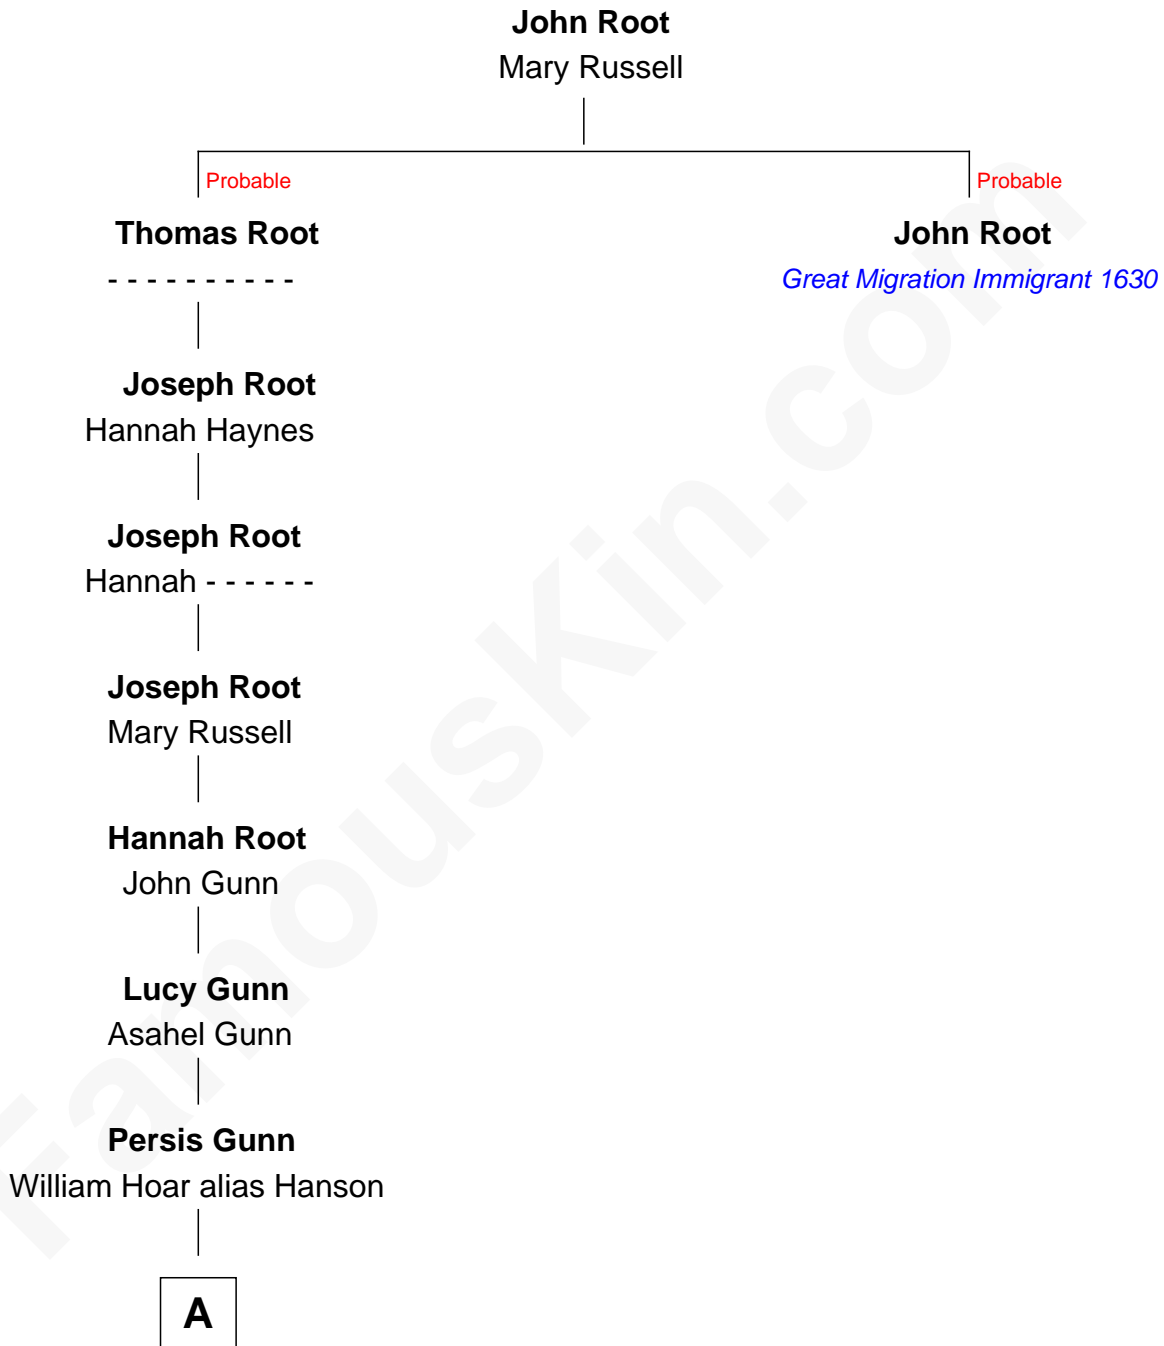 John Root
Mary Russell
Probable
Probable
Thomas Root
John Root
- - - - - - - - - -
Great Migration Immigrant 1630
Joseph Root
Hannah Haynes
Joseph Root
Hannah - - - - - -
Joseph Root
Mary Russell
Hannah Root
John Gunn
Lucy Gunn
Asahel Gunn
Persis Gunn
William Hoar alias Hanson
A
FamousKin.com